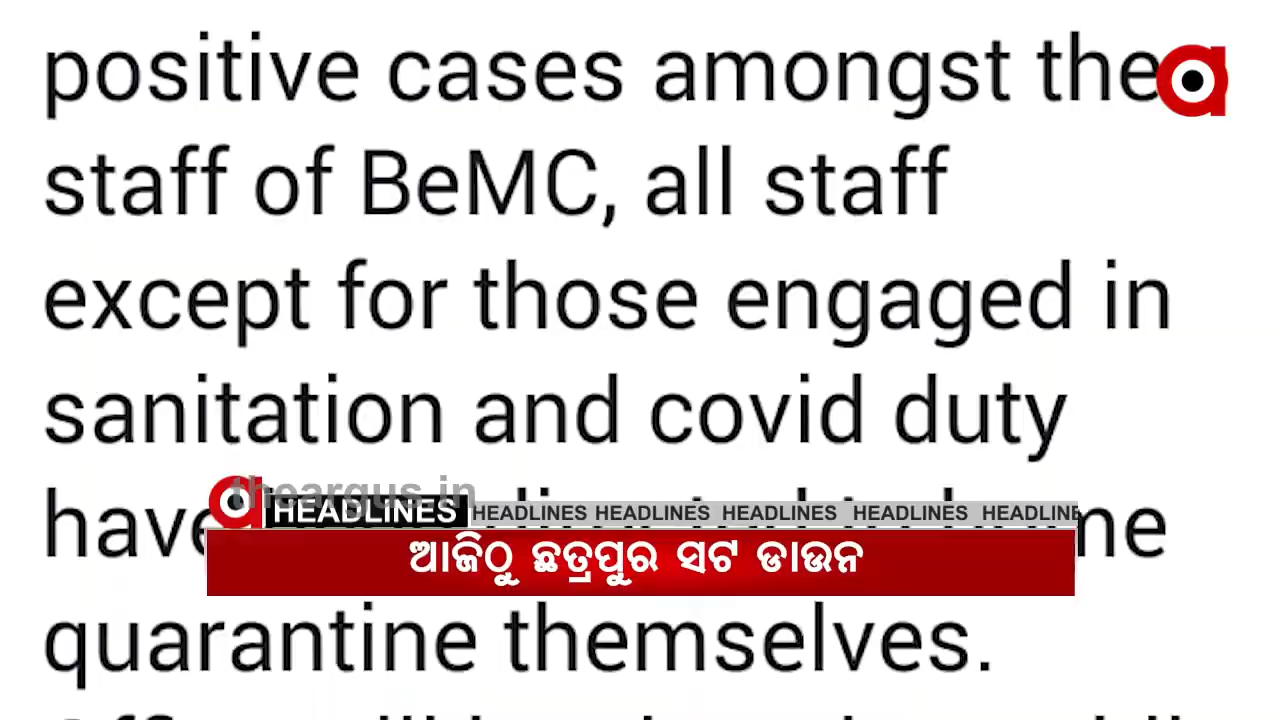 positive cases amongst the
staff of BeMC, all staff
except for those engaged in
sanitation and covid duty
have
theargus.in
HEADLINES HEADLINES HEADLINES HEADLINES HEADLINES HEADLINE
ଆଜିଠୁ ଛତ୍ରପୁର ସଟ ଡାଉନ
quarantine themselves.